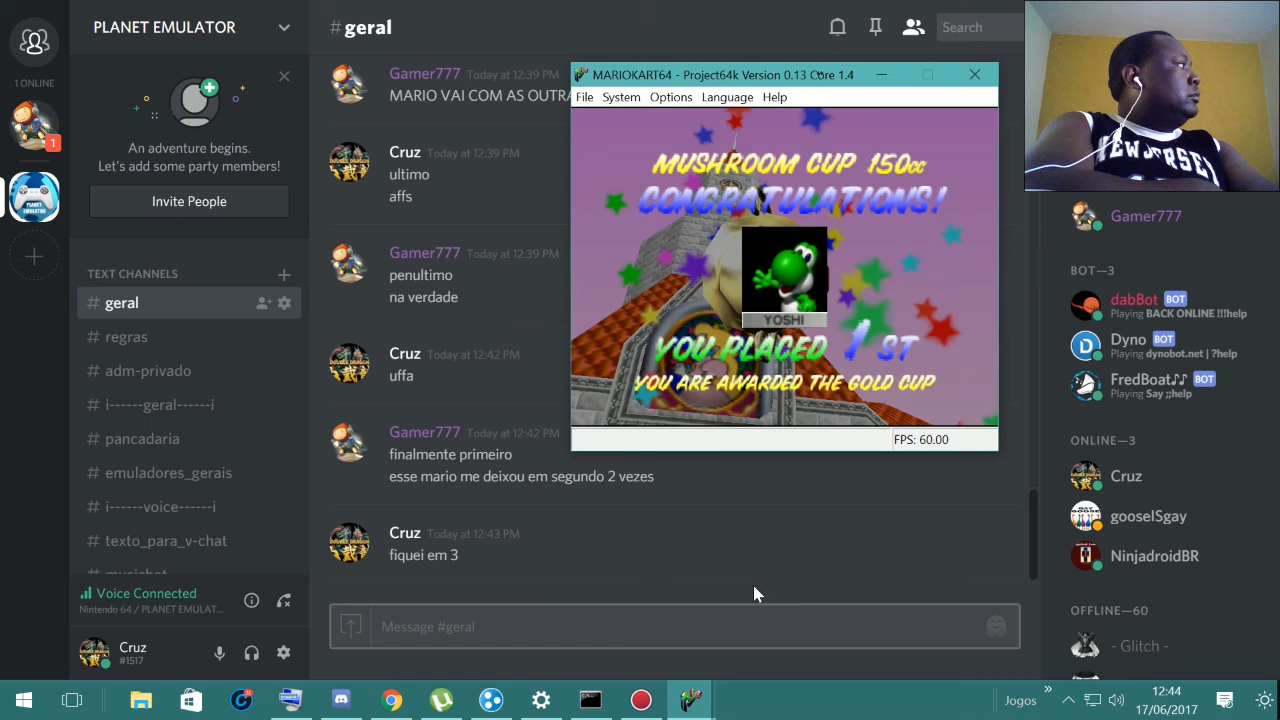 PLANET EMULATOR
1 ONLINE
1
An adventure begins.
Let's add some party members!
Invite People
TEXT CHANNELS
# geral
# regras
# adm-privado
# i------geral------i
# pancadaria
# emuladores_gerais
# i------voice------i
# texto_para_v-chat
Voice Connected
Nintendo 64 / PLANET EMULAT...
Cruz
#1517
#geral
Search
Gamer777 Today at 12:39 PM
MARIO VAI COM AS OUTRA
Cruz Today at 12:39 PM
ultimo
affs
Gamer777 Today at 12:39 PM
penultimo
na verdade
Cruz Today at 12:42 PM
uffa
Gamer777 Today at 12:42 PM
finalmente primeiro
esse mario me deixou em segundo 2 vezes
Cruz Today at 12:43 PM
fiquei em 3
Message #geral
MARIOKART64 - Project64k Version 0.13 Core 1.4
File System Options Language Help
MUSHROOM CUP 150cc
CONGRATULATIONS!
YOSHI
YOU PLACED 1 ST
YOU ARE AWARDED THE GOLD CUP
FPS: 60.00
NEW JERSEY
Gamer777
BOT—3
dabBot BOT
Playing BACK ONLINE !!!help
Dyno BOT
Playing dynobot.net | ?help
FredBoat♪♪ BOT
Playing Say ;;help
ONLINE—3
Cruz
gooselSgay
NinjadroidBR
OFFLINE—60
- Glitch -
Jogos
12:44
17/06/2017